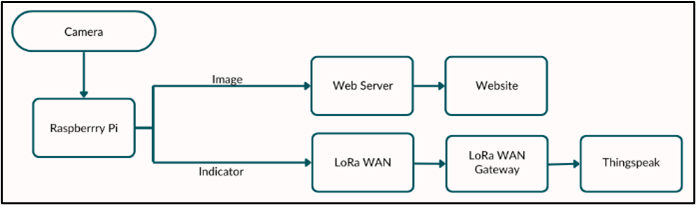 Camera
Image
Web Server
Website
Raspberrry Pi
LoRa WAN
LoRa WAN
Gateway
Thingspeak
Indicator